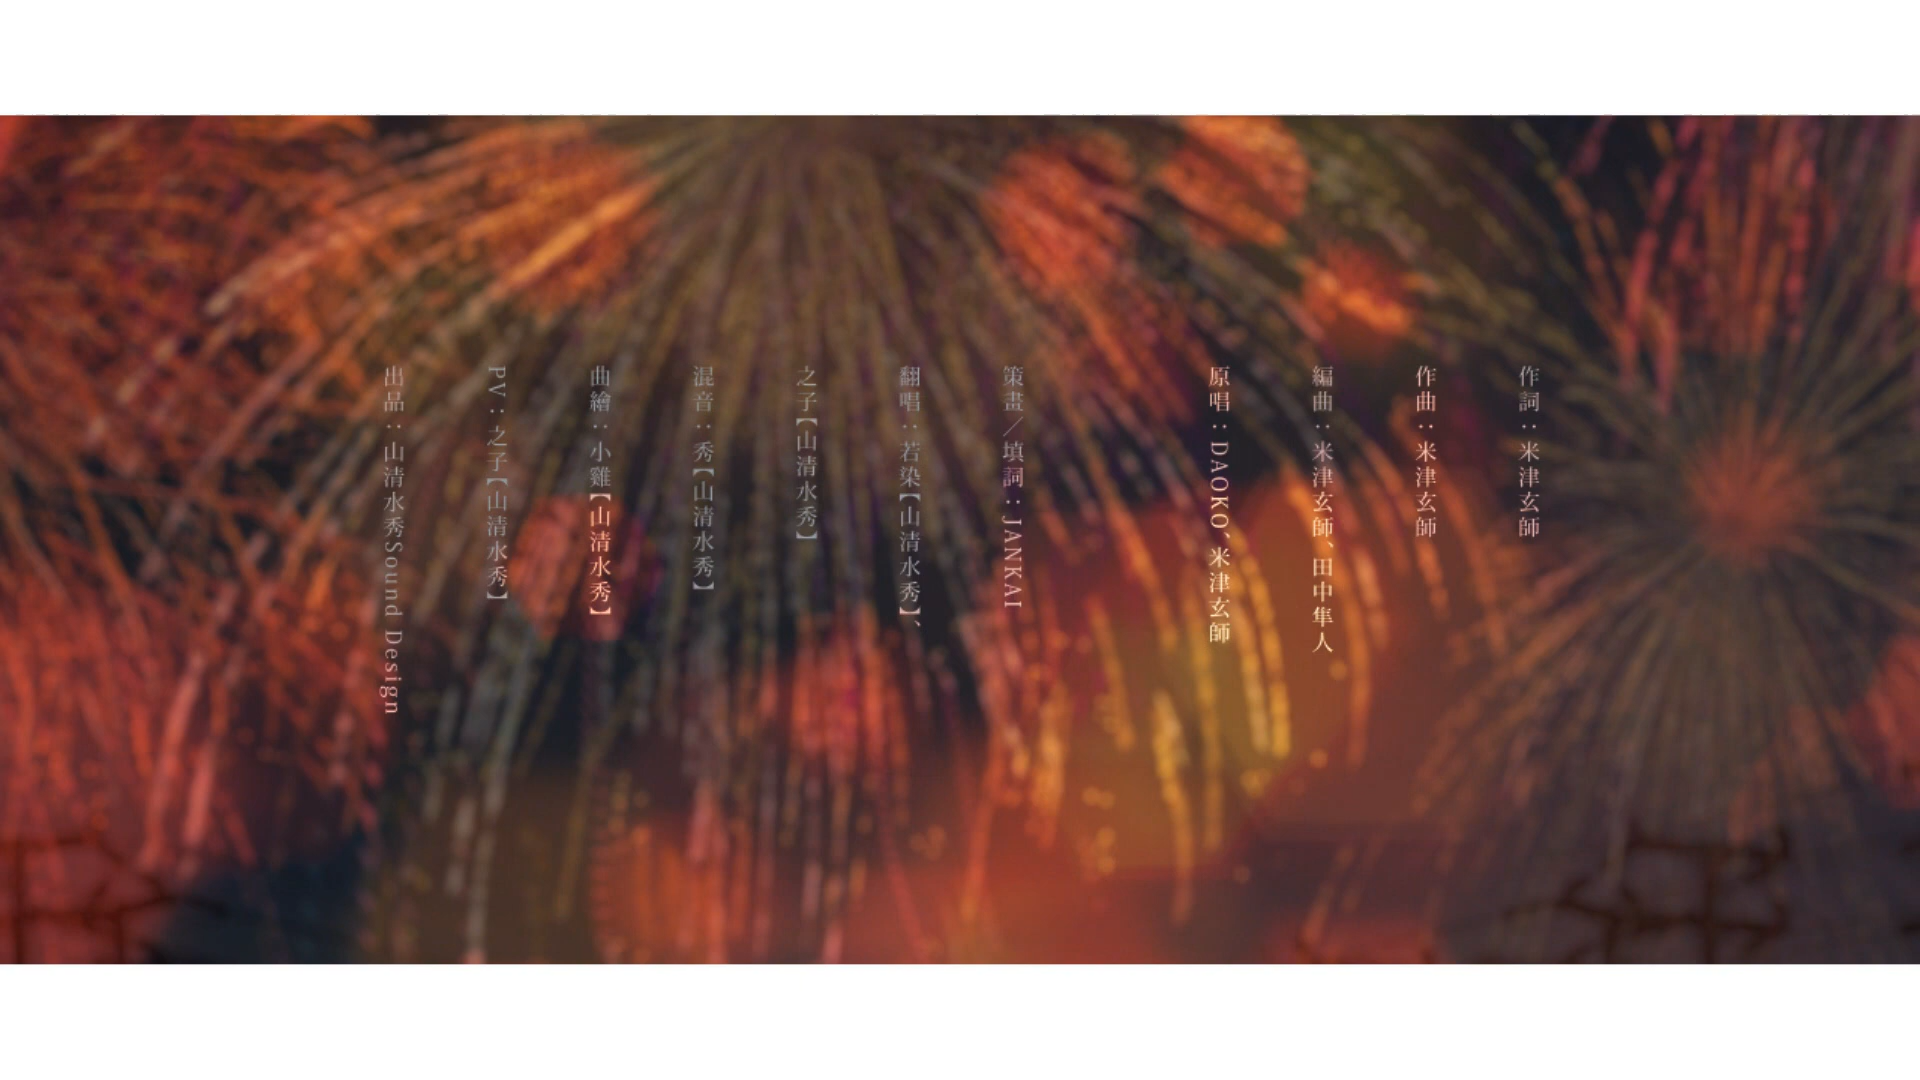 作詞：米津玄師
作曲：米津玄師
編曲：米津玄師、田中隼人
原唱：DAOKO、米津玄師
策畫／填詞：JANKAI
翻唱：若染【山清水秀】、
之子【山清水秀】
混音：秀【山清水秀】
曲繪：小雞【山清水秀】
PV：之子【山清水秀】
出品：山清水秀Sound Design